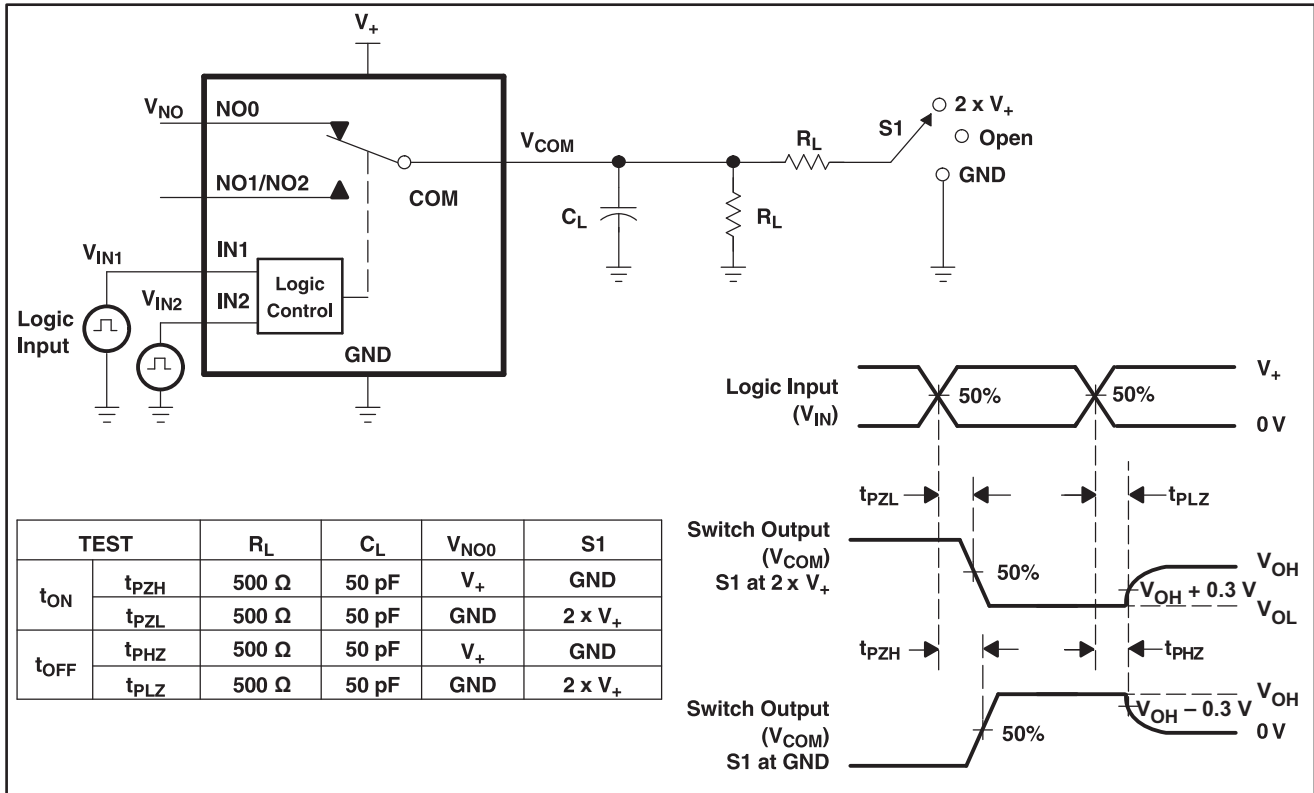 V+
VNO NO0
NO1/NO2
VCOM
COM
CL
RL
RL
S1
2 x V+
Open
GND
VIN1 IN1
VIN2 IN2
Logic
Control
Logic
Input
GND
Logic Input
(VIN)
50%
50%
V+
0 V
tPZL
tPLZ
Switch Output
(VCOM)
S1 at 2 x V+
50%
VOH
VOH + 0.3 V
VOL
tPZH
tPHZ
Switch Output
(VCOM)
S1 at GND
50%
VOH
VOH – 0.3 V
0 V
TEST RL CL VNO0 S1
tON tPZH 500 Ω 50 pF V+ GND
tPZL 500 Ω 50 pF GND 2 x V+
tOFF tPHZ 500 Ω 50 pF V+ GND
tPLZ 500 Ω 50 pF GND 2 x V+